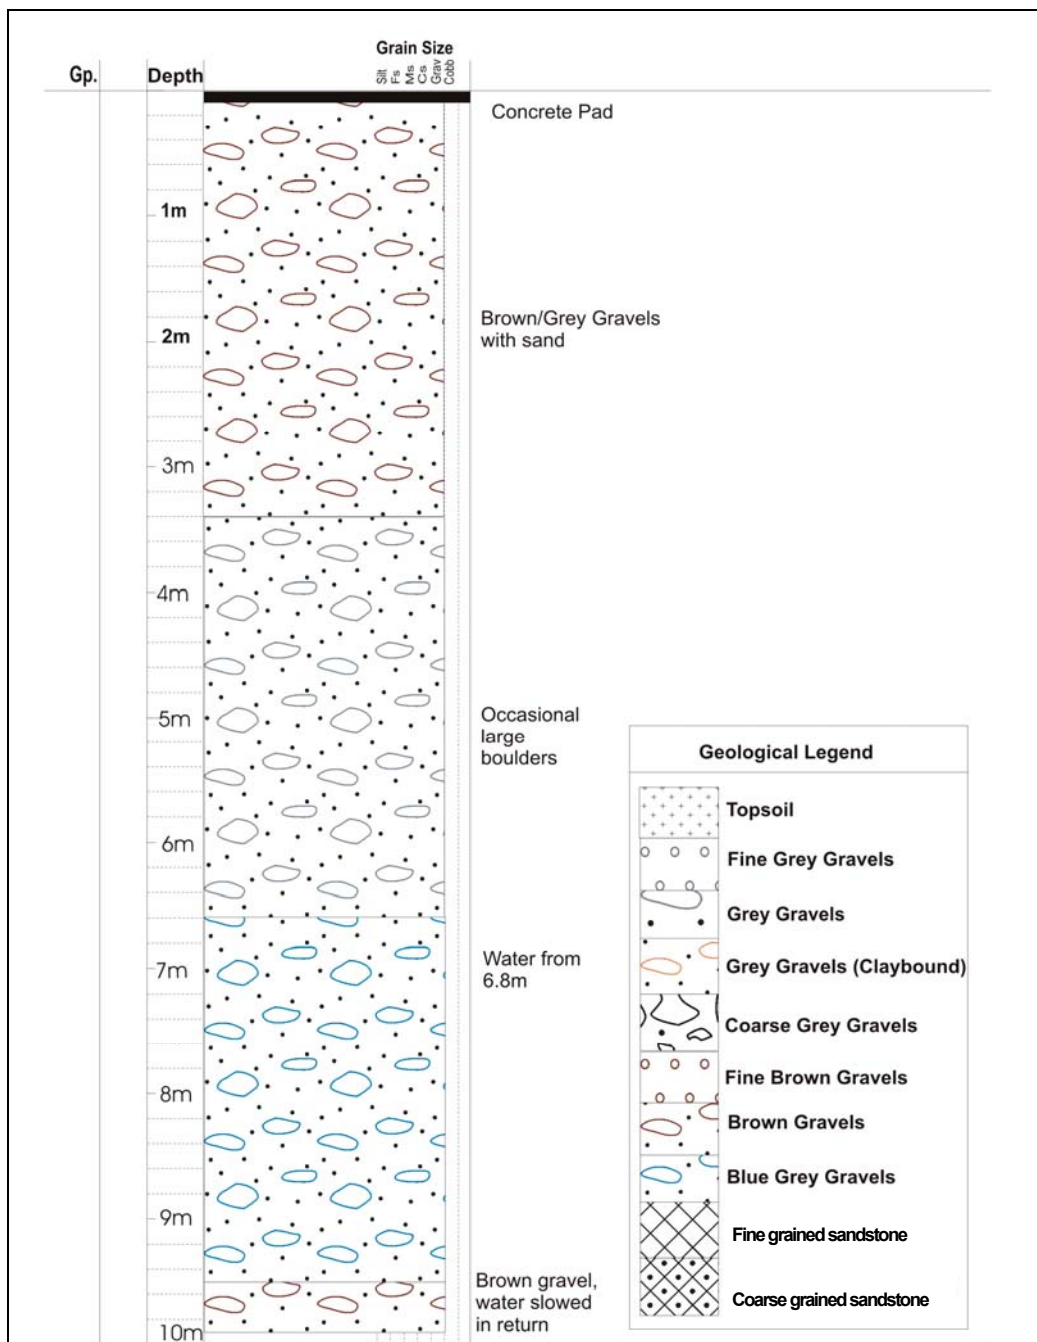 Grain Size
Gp.
Depth
Silt
Fs
Ms
Cs
Grav
Cobb
Concrete Pad
1m
Brown/Grey Gravels
with sand
2m
3m
4m
Occasional
large
boulders
5m
6m
Water from
6.8m
7m
8m
9m
Brown gravel,
water slowed
in return
10m
Geological Legend
Topsoil
Fine Grey Gravels
Grey Gravels
Grey Gravels (Claybound)
Coarse Grey Gravels
Fine Brown Gravels
Brown Gravels
Blue Grey Gravels
Fine grained sandstone
Coarse grained sandstone